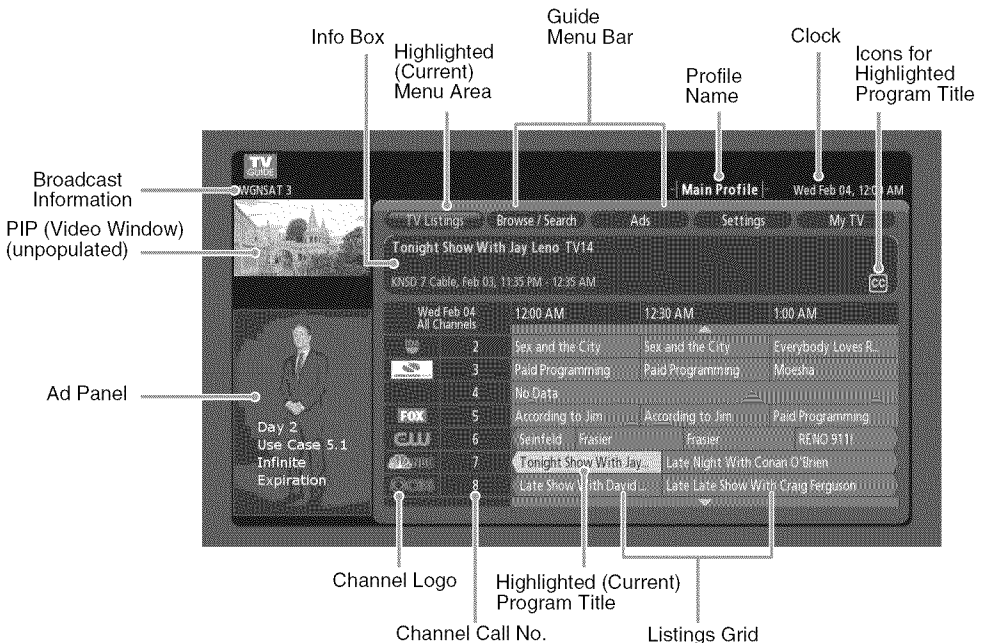 Info Box
Highlighted
(Current)
Menu Area
Guide
Menu Bar
Profile
Name
Clock
Icons for
Highlighted
Program Title
Broadcast
Information
PIP (Video Window)
(unpopulated)
Ad Panel
TV
GUIDE
WGNSAT 3
Main Profile
Wed Feb 04, 12:00 AM
TV Listings
Browse / Search
Ads
Settings
My TV
Tonight Show With Jay Leno TV14
KNSD 7 Cable, Feb 03, 11:35 PM - 12:35 AM
CC
Wed Feb 04
All Channels
12:00 AM
12:30 AM
1:00 AM
2 Sex and the City Sex and the City Everybody Loves R...
3 Paid Programming Paid Programming Moesha
4 No Data
FOX 5 According to Jim According to Jim Paid Programming
CW 6 Seinfeld Frasier Frasier RENO 911!
7 Tonight Show With Jay... Late Night With Conan O'Brien
8 Late Show With David... Late Late Show With Craig Ferguson
Day 2
Use Case 5.1
Infinite
Expiration
Channel Logo
Highlighted (Current)
Program Title
Channel Call No.
Listings Grid